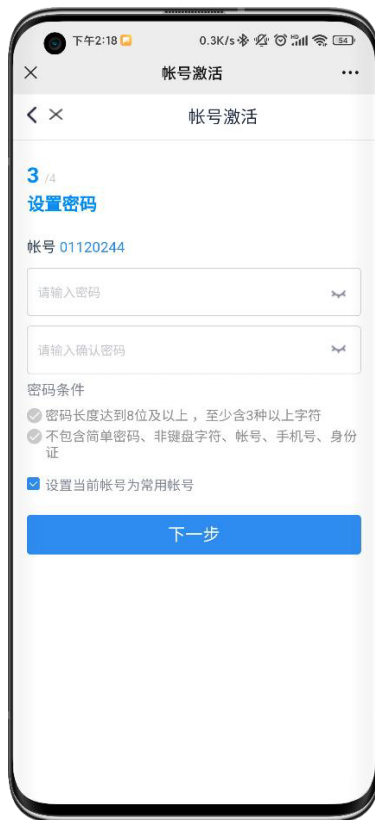 下午2:18
0.3K/s
HD
54
帐号激活
帐号激活
3 /4
设置密码
帐号 01120244
请输入密码
请输入确认密码
密码条件
密码长度达到8位及以上，至少含3种以上字符
不包含简单密码、非键盘字符、帐号、手机号、身份
证
设置当前帐号为常用帐号
下一步